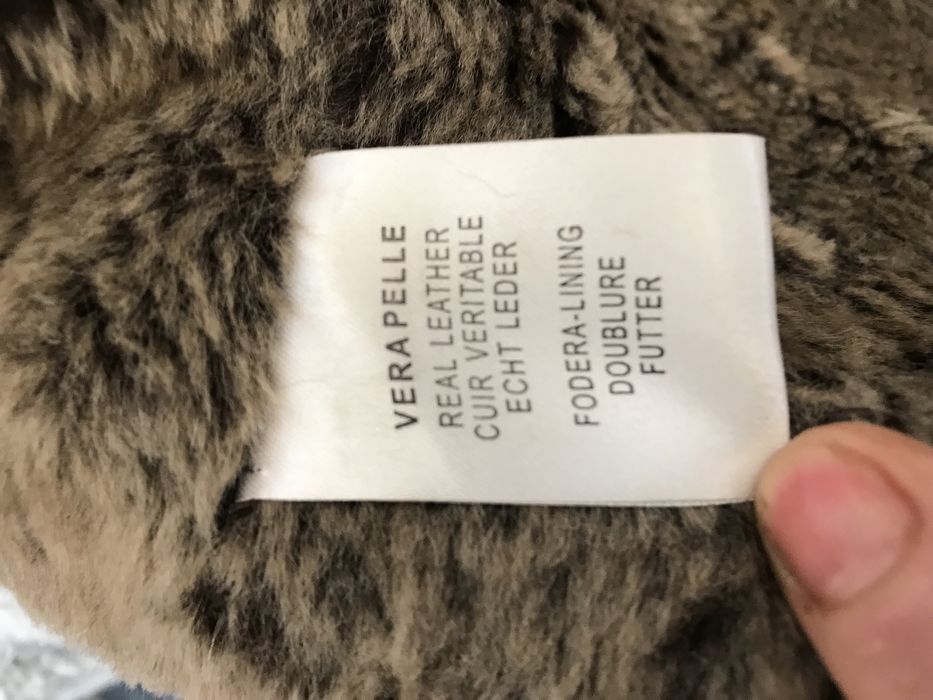 VERA PELLE
REAL LEATHER
CUIR VERITABLE
ECHT LEDER
FODERA-LINING
DOUBLURE
FUTTER